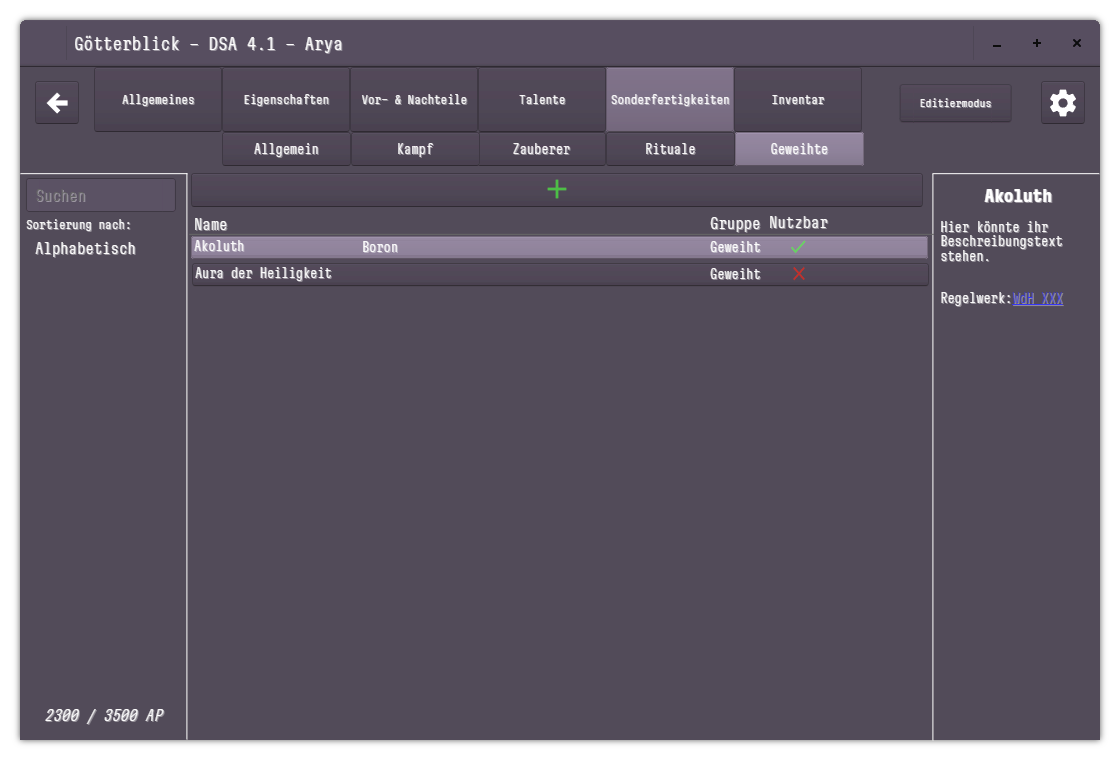 Götterblick - DSA 4.1 - Arya
Allgemeines Eigenschaften Vor- & Nachteile Talente Sonderfertigkeiten Inventar Editiermodus
Allgemein Kampf Zauberer Rituale Geweihte
Suchen
Sortierung nach:
Alphabetisch
2300 / 3500 AP
Name Gruppe Nutzbar
Akoluth Boron Geweiht
Aura der Heiligkeit Geweiht
Akoluth
Hier könnte ihr
Beschreibungstext
stehen.
Regelwerk:WdH XXX